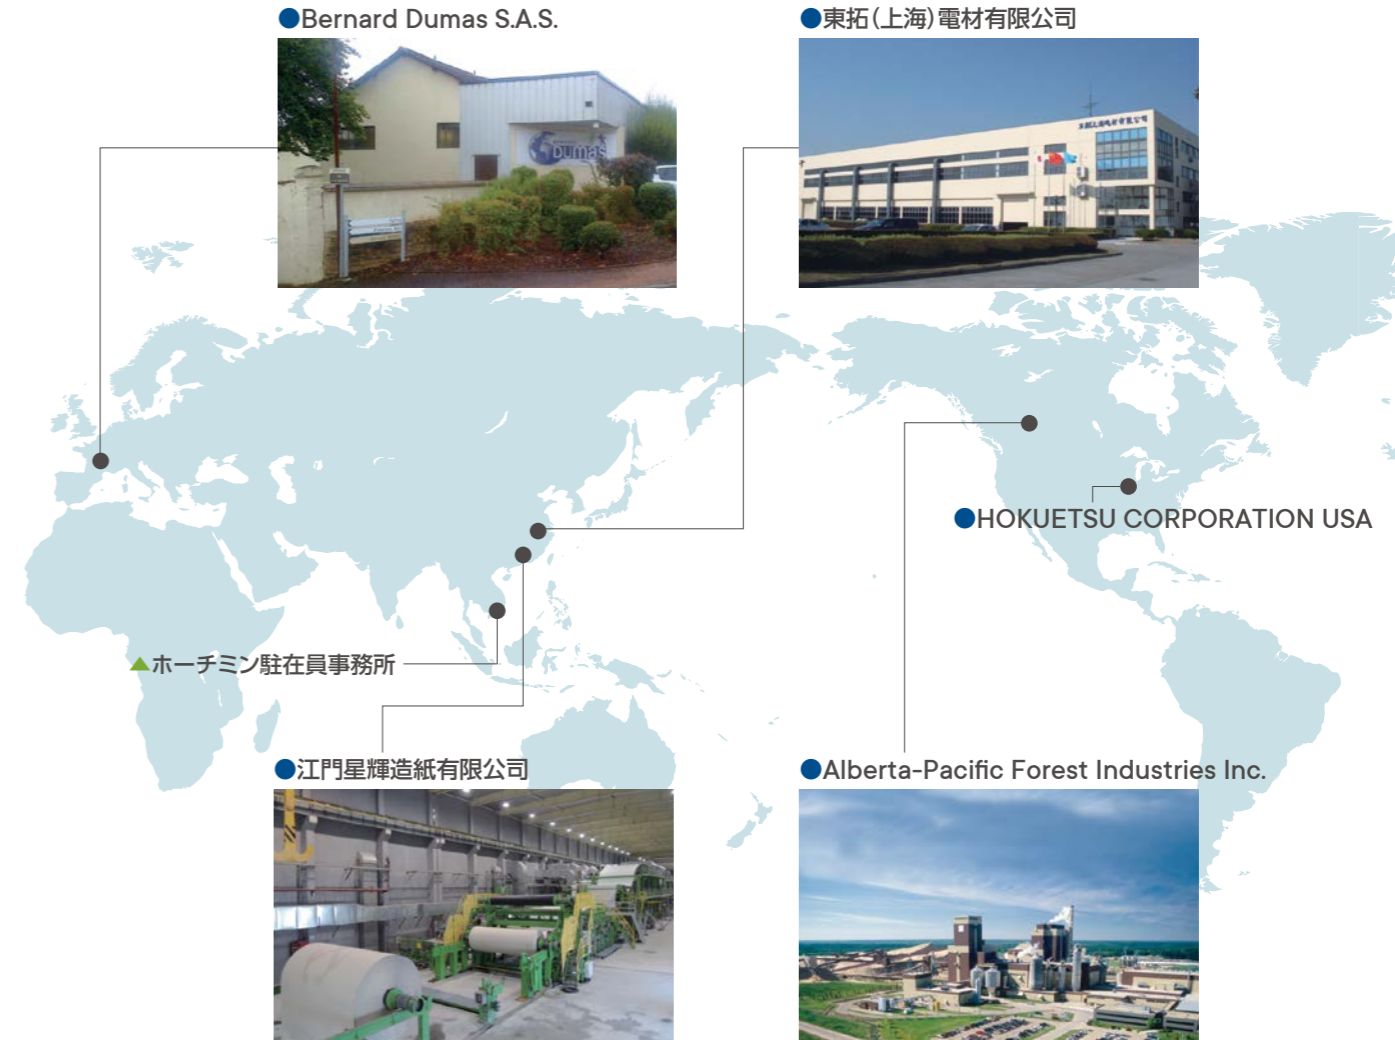 ●Bernard Dumas S.A.S.
●東拓(上海)電材有限公司
DUMAS
●HOKUETSU CORPORATION USA
▲ホーチミン駐在員事務所
●江門星輝造紙有限公司
●Alberta-Pacific Forest Industries Inc.